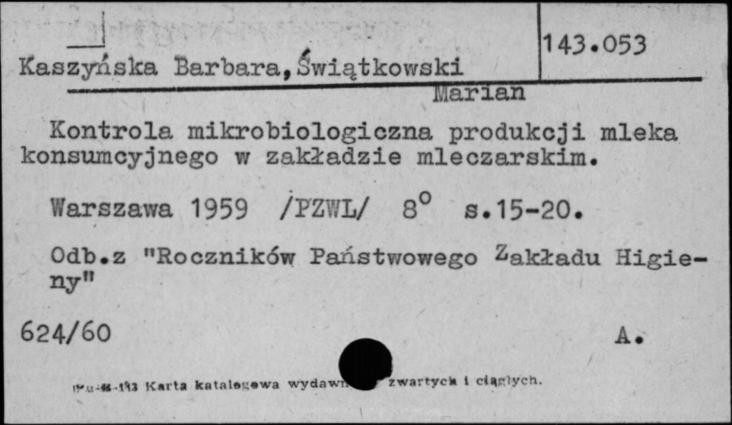 143.053
Kaszyńska Barbara, Świątkowski
Marian
Kontrola mikrobiologiczna produkcji mleka
konsumcyjnego w zakładzie mleczarskim.
Warszawa 1959 /PZWL/ 8° s.15-20.
Odb.z "Roczników Państwowego Zakładu Higie-
ny"
624/60 A.
Karta katalogowa zwartych i ciągłych.